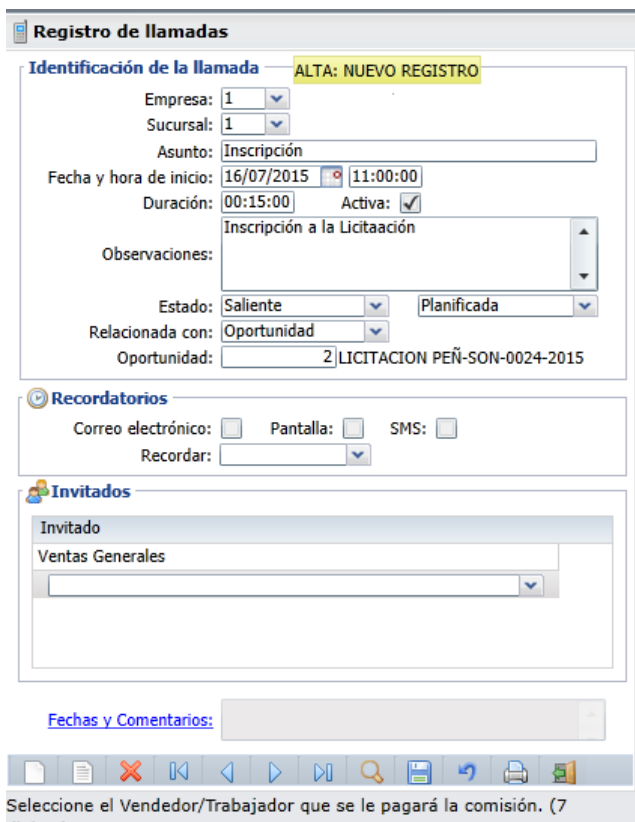 Registro de llamadas
Identificación de la llamada ALTA: NUEVO REGISTRO
Empresa: 1
Sucursal: 1
Asunto: Inscripción
Fecha y hora de inicio: 16/07/2015 11:00:00
Duración: 00:15:00 Activa:
Observaciones: Inscripción a la Licitaación
Estado: Saliente Planificada
Relacionada con: Oportunidad
Oportunidad: 2 LICITACION PEÑ-SON-0024-2015
Recordatorios
Correo electrónico: Pantalla: SMS:
Recordar:
Invitados
Invitado
Ventas Generales
Fechas y Comentarios:
Seleccione el Vendedor/Trabajador que se le pagará la comisión. (7